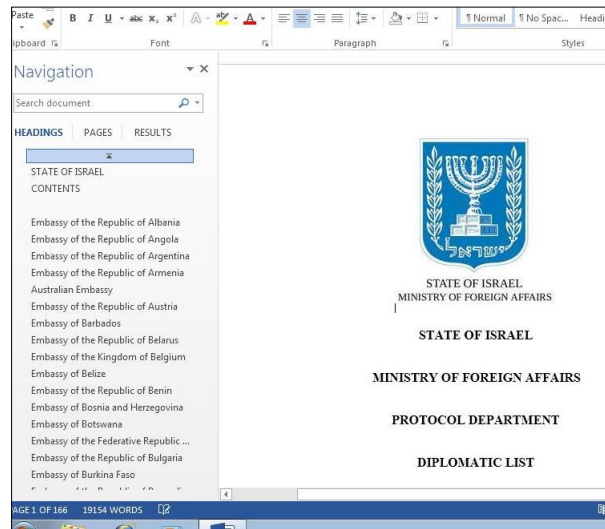 Paste
B I U abc X₂ X² A ab A
¶ Normal ¶ No Spac... Headi
ipboard Font Paragraph Styles
Navigation
Search document
HEADINGS PAGES RESULTS
STATE OF ISRAEL
CONTENTS
Embassy of the Republic of Albania
Embassy of the Republic of Angola
Embassy of the Republic of Argentina
Embassy of the Republic of Armenia
Australian Embassy
Embassy of the Republic of Austria
Embassy of Barbados
Embassy of the Republic of Belarus
Embassy of the Kingdom of Belgium
Embassy of Belize
Embassy of the Republic of Benin
Embassy of Bosnia and Herzegovina
Embassy of Botswana
Embassy of the Federative Republic ...
Embassy of the Republic of Bulgaria
Embassy of Burkina Faso
ישראל
STATE OF ISRAEL
MINISTRY OF FOREIGN AFFAIRS
STATE OF ISRAEL
MINISTRY OF FOREIGN AFFAIRS
PROTOCOL DEPARTMENT
DIPLOMATIC LIST
AGE 1 OF 166 19154 WORDS